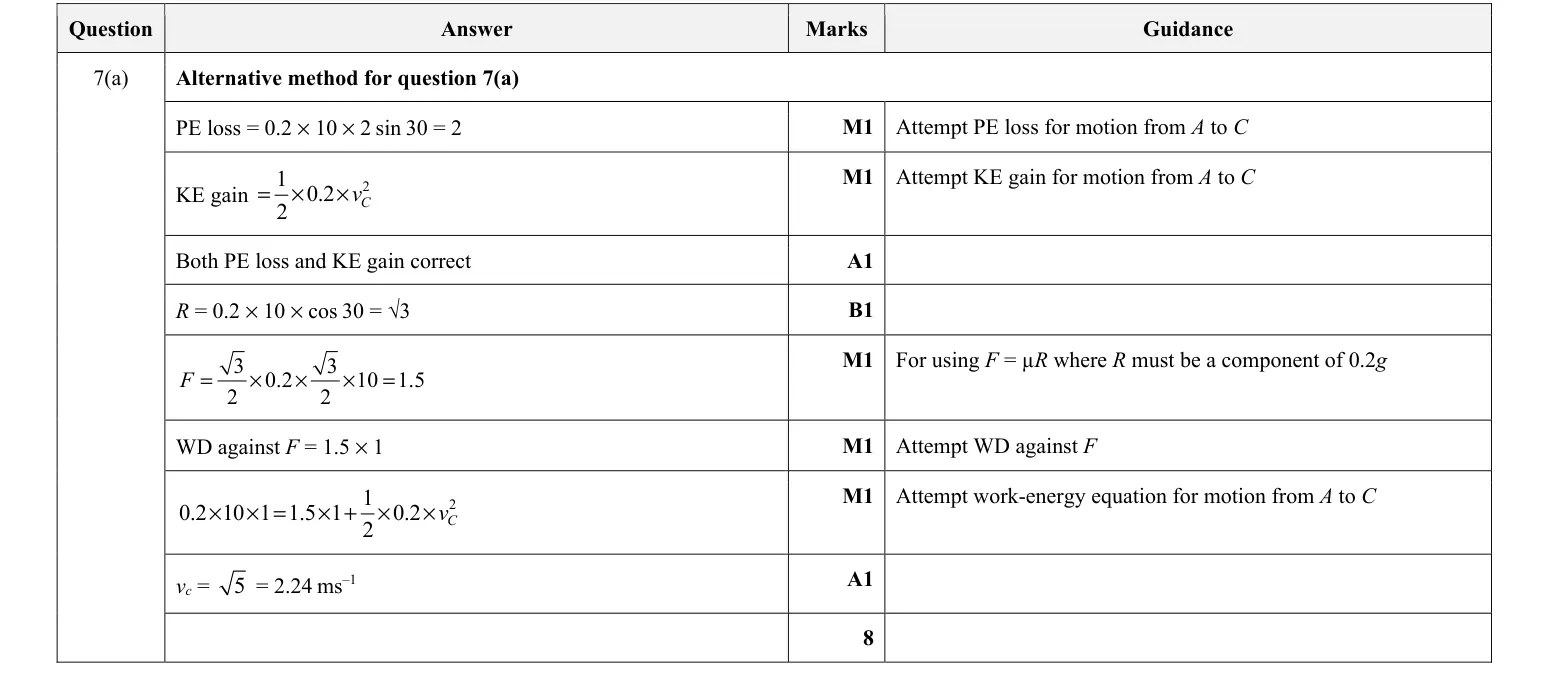 Question Answer Marks Guidance
7(a) Alternative method for question 7(a)
PE loss = 0.2 × 10 × 2 sin 30 = 2 M1 Attempt PE loss for motion from A to C
KE gain = 1/2 × 0.2 × v_C^2 M1 Attempt KE gain for motion from A to C
Both PE loss and KE gain correct A1
R = 0.2 × 10 × cos 30 = √3 B1
F = √3/2 × 0.2 × √3/2 × 10 = 1.5 M1 For using F = μR where R must be a component of 0.2g
WD against F = 1.5 × 1 M1 Attempt WD against F
0.2 × 10 × 1 = 1.5 × 1 + 1/2 × 0.2 × v_C^2 M1 Attempt work-energy equation for motion from A to C
v_c = √5 = 2.24 ms^–1 A1
8